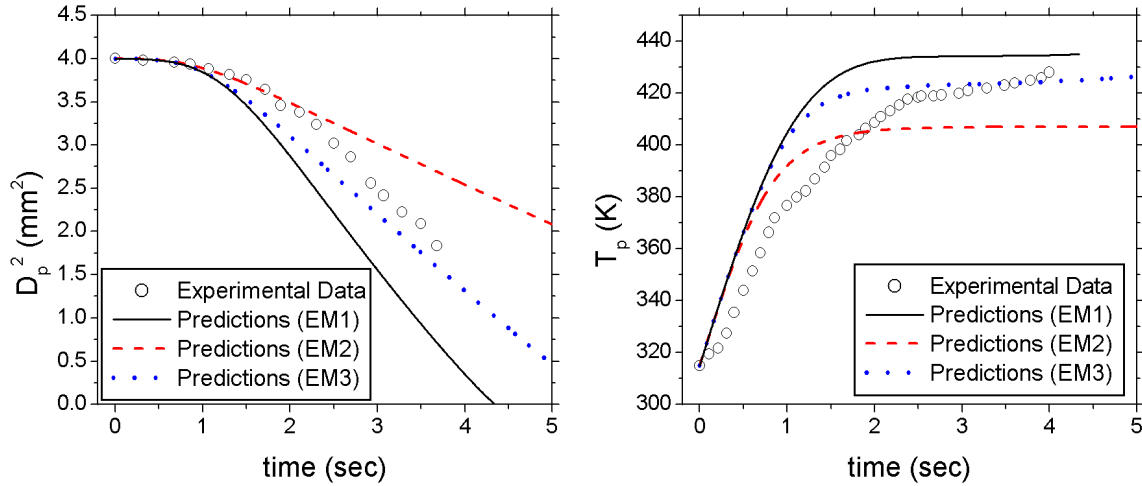 4.5
4.0
3.5
3.0
2.5
2.0
1.5
1.0
0.5
0.0
D_p^2 (mm^2)
Experimental Data
Predictions (EM1)
Predictions (EM2)
Predictions (EM3)
0 1 2 3 4 5
time (sec)
440
420
400
380
360
340
320
300
T_p (K)
Experimental Data
Predictions (EM1)
Predictions (EM2)
Predictions (EM3)
0 1 2 3 4 5
time (sec)